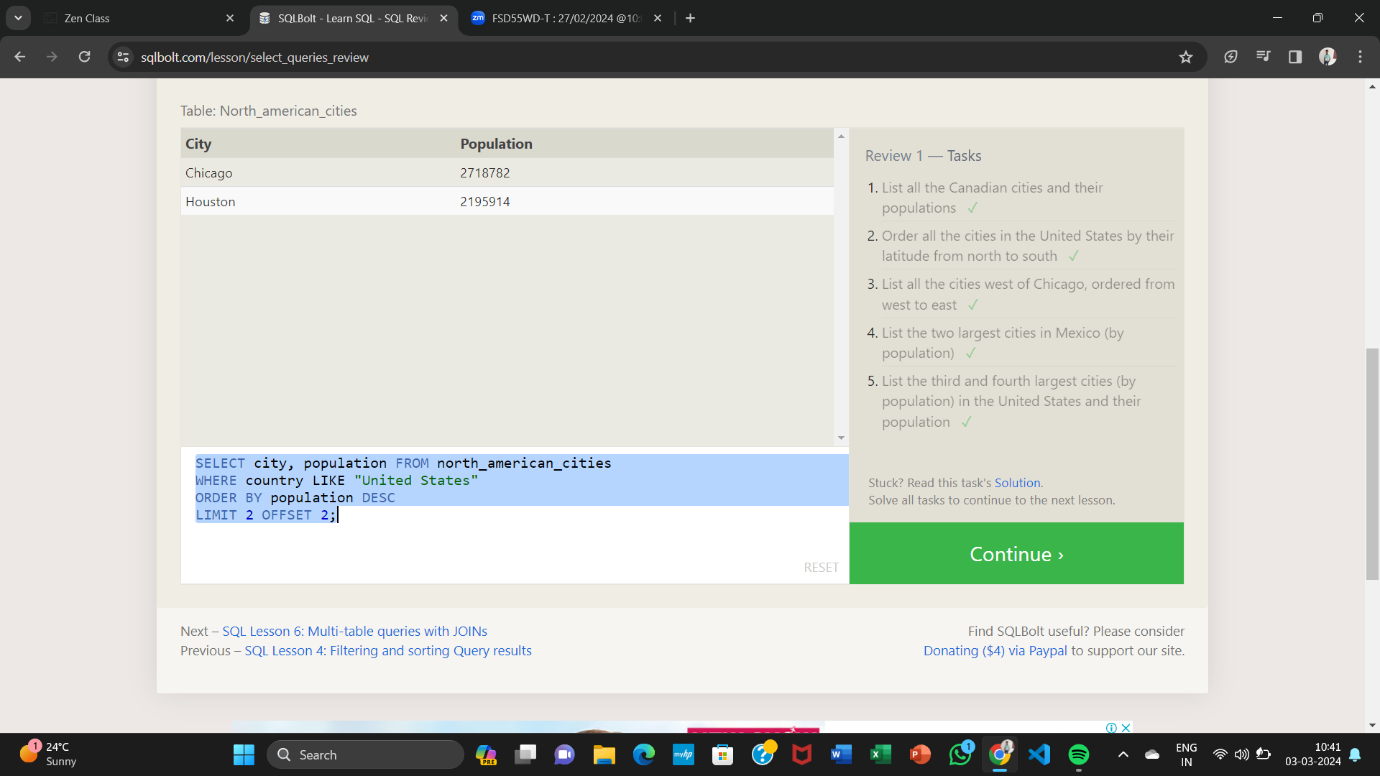 Zen Class
SQLBolt - Learn SQL - SQL Revi
zm FSD55WD-T : 27/02/2024 @10:
sqlbolt.com/lesson/select_queries_review
Table: North_american_cities
City Population
Chicago 2718782
Houston 2195914
Review 1 — Tasks
1. List all the Canadian cities and their
populations ✓
2. Order all the cities in the United States by their
latitude from north to south ✓
3. List all the cities west of Chicago, ordered from
west to east ✓
4. List the two largest cities in Mexico (by
population) ✓
5. List the third and fourth largest cities (by
population) in the United States and their
population ✓
SELECT city, population FROM north_american_cities
WHERE country LIKE "United States"
ORDER BY population DESC
LIMIT 2 OFFSET 2;
RESET
Stuck? Read this task's Solution.
Solve all tasks to continue to the next lesson.
Continue ›
Next – SQL Lesson 6: Multi-table queries with JOINs
Previous – SQL Lesson 4: Filtering and sorting Query results
Find SQLBolt useful? Please consider
Donating ($4) via Paypal to support our site.
1
24°C
Sunny
Search
PRE
1
ENG
IN
10:41
03-03-2024